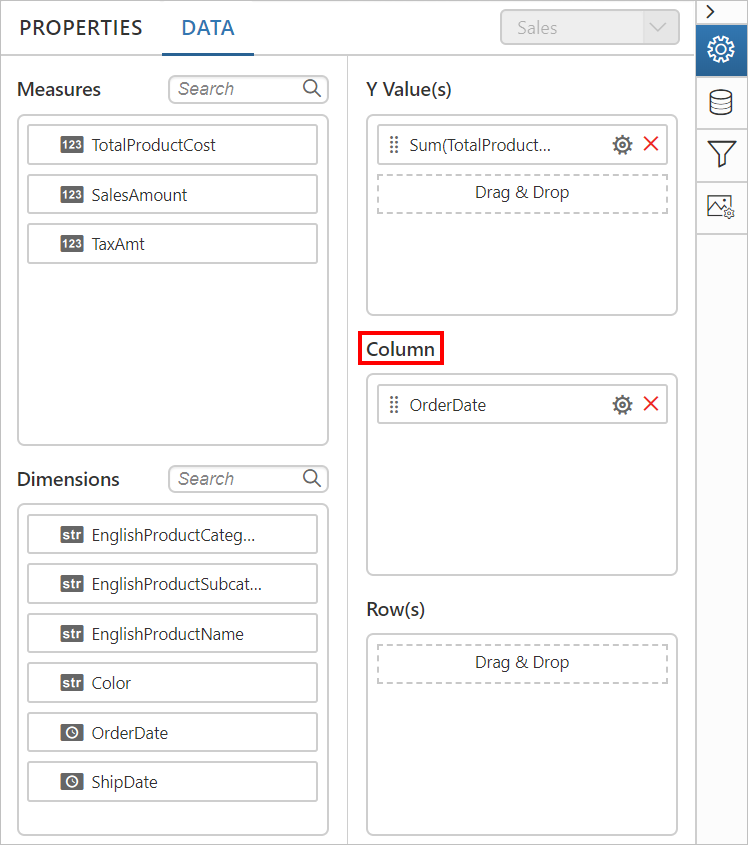 PROPERTIES
DATA
Sales
Measures
Search
123 TotalProductCost
123 SalesAmount
123 TaxAmt
Dimensions
Search
str EnglishProductCateg...
str EnglishProductSubcat...
str EnglishProductName
str Color
OrderDate
ShipDate
Y Value(s)
Sum(TotalProduct...
Drag & Drop
Column
OrderDate
Row(s)
Drag & Drop